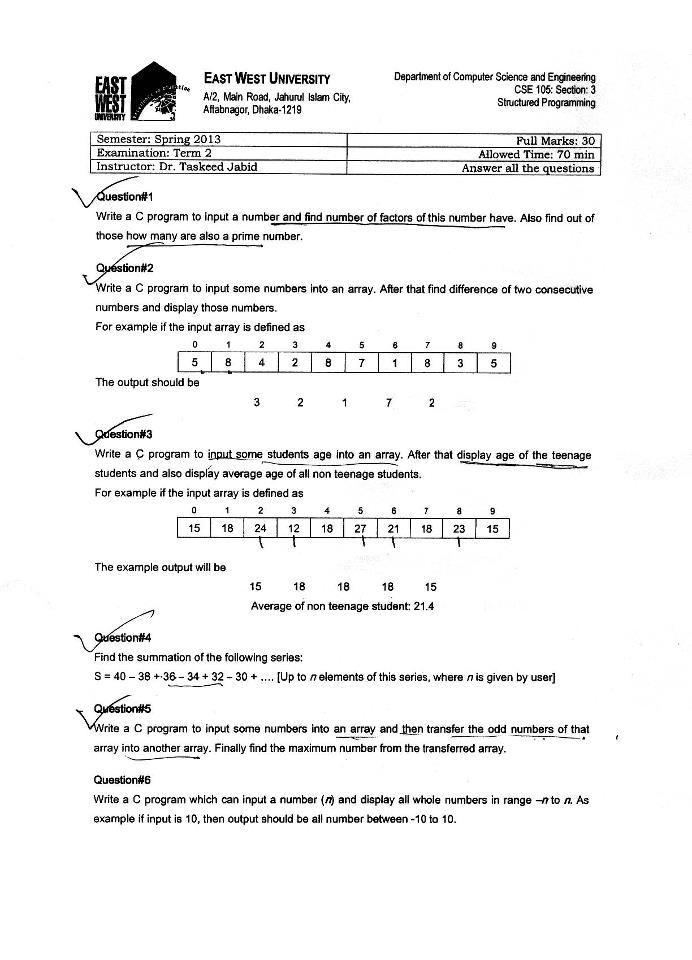 EAST WEST UNIVERSITY
EAST WEST UNIVERSITY
A/2, Main Road, Jahurul Islam City,
Aftabnagor, Dhaka-1219
Department of Computer Science and Engineering
CSE 105: Section: 3
Structured Programming
Semester: Spring 2013 Full Marks: 30
Examination: Term 2 Allowed Time: 70 min
Instructor: Dr. Taskeed Jabid Answer all the questions
Question#1
Write a C program to input a number and find number of factors of this number have. Also find out of
those how many are also a prime number.
Question#2
Write a C program to input some numbers into an array. After that find difference of two consecutive
numbers and display those numbers.
For example if the input array is defined as
0 1 2 3 4 5 6 7 8 9
5 8 4 2 8 7 1 8 3 5
The output should be
3 2 1 7 2
Question#3
Write a C program to input some students age into an array. After that display age of the teenage
students and also display average age of all non teenage students.
For example if the input array is defined as
0 1 2 3 4 5 6 7 8 9
15 18 24 12 18 27 21 18 23 15
The example output will be
15 18 18 18 15
Average of non teenage student: 21.4
Question#4
Find the summation of the following series:
S = 40 – 38 + 36 – 34 + 32 – 30 + .... [Up to n elements of this series, where n is given by user]
Question#5
Write a C program to input some numbers into an array and then transfer the odd numbers of that
array into another array. Finally find the maximum number from the transferred array.
Question#6
Write a C program which can input a number (n) and display all whole numbers in range –n to n. As
example if input is 10, then output should be all number between -10 to 10.